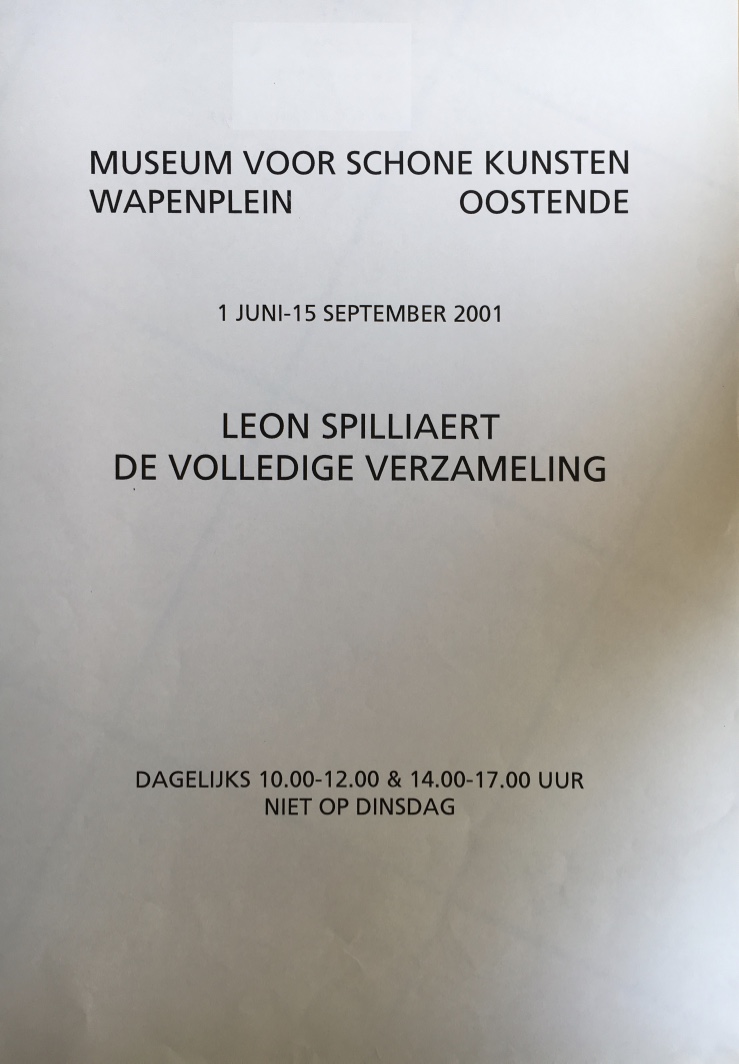 MUSEUM VOOR SCHONE KUNSTEN
WAPENPLEIN OOSTENDE
1 JUNI-15 SEPTEMBER 2001
LEON SPILLIAERT
DE VOLLEDIGE VERZAMELING
DAGELIJKS 10.00-12.00 & 14.00-17.00 UUR
NIET OP DINSDAG